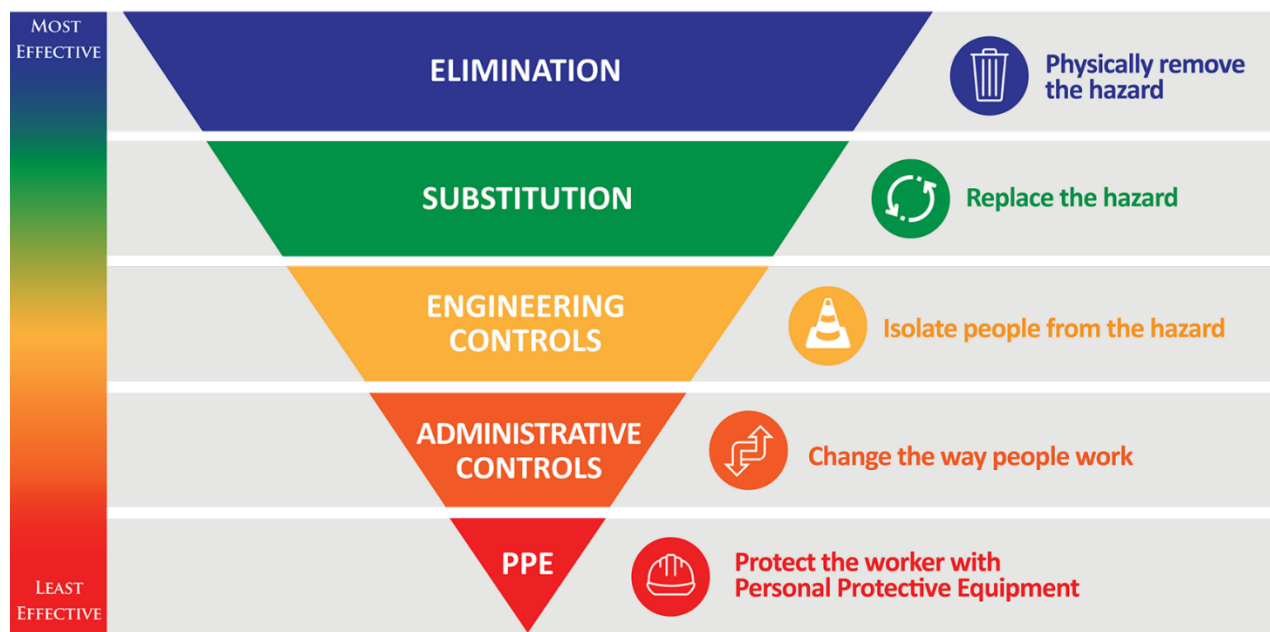 MOST
EFFECTIVE
ELIMINATION
Physically remove
the hazard
SUBSTITUTION
Replace the hazard
ENGINEERING
CONTROLS
Isolate people from the hazard
ADMINISTRATIVE
CONTROLS
Change the way people work
PPE
Protect the worker with
Personal Protective Equipment
LEAST
EFFECTIVE